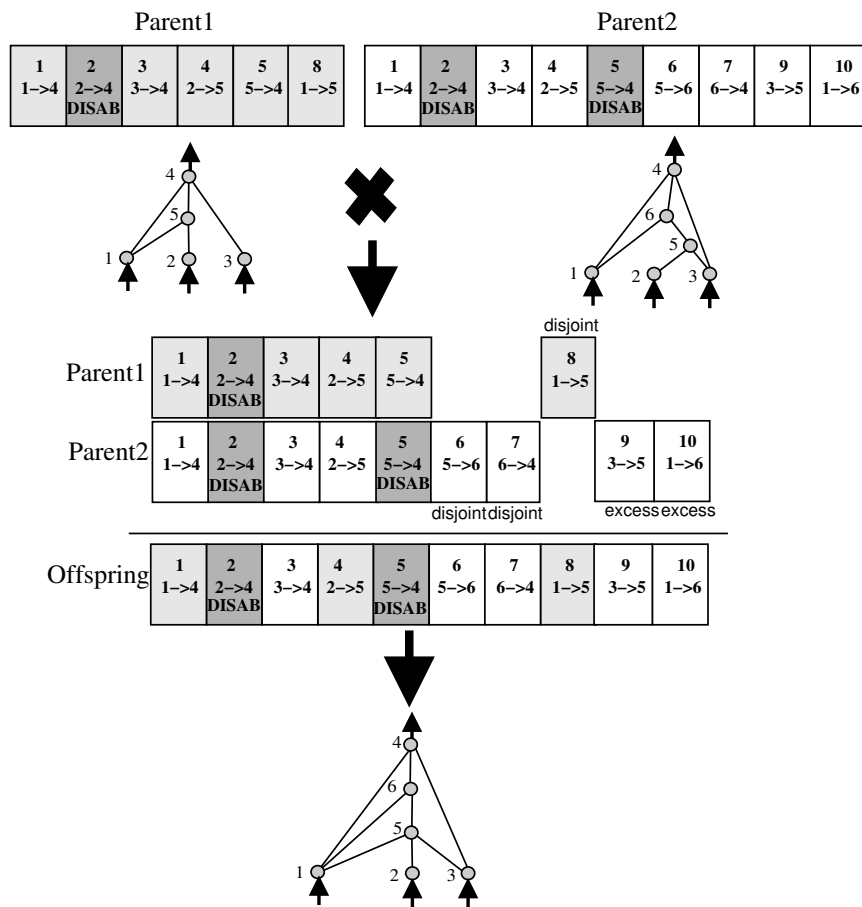 Parent1 Parent2
1 2 3 4 5 8 1 2 3 4 5 6 7 9 10
1->4 2->4 3->4 2->5 5->4 1->5 1->4 2->4 3->4 2->5 5->4 5->6 6->4 3->5 1->6
DISAB DISAB DISAB
4 4
5 6
5
1 2 3 1 2 3
disjoint
Parent1 1 2 3 4 5 8
1->4 2->4 3->4 2->5 5->4 1->5
DISAB
Parent2 1 2 3 4 5 6 7 9 10
1->4 2->4 3->4 2->5 5->4 5->6 6->4 3->5 1->6
DISAB DISAB
disjoint disjoint excess excess
Offspring 1 2 3 4 5 6 7 8 9 10
1->4 2->4 3->4 2->5 5->4 5->6 6->4 1->5 3->5 1->6
DISAB DISAB
4
6
5
1 2 3